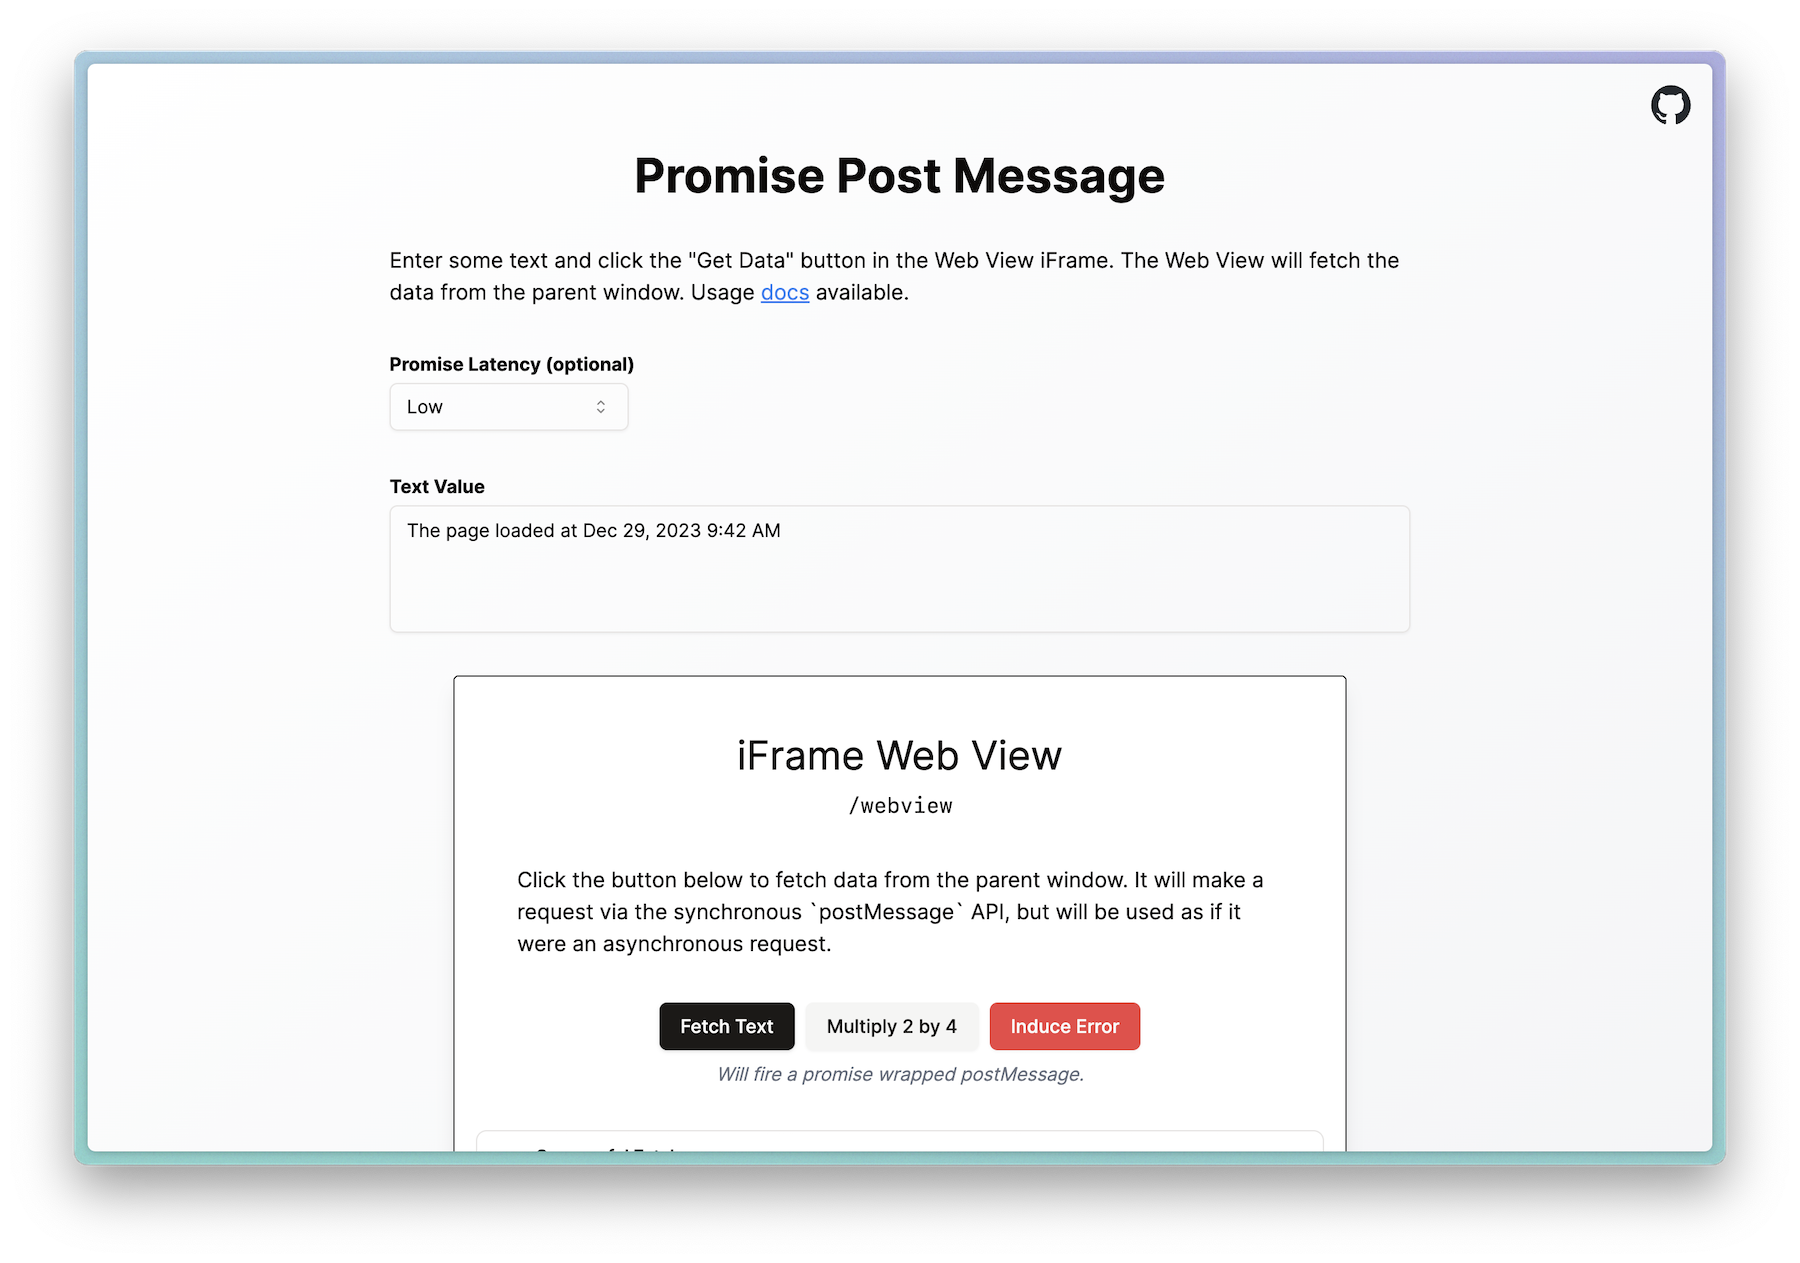 Promise Post Message
Enter some text and click the "Get Data" button in the Web View iFrame. The Web View will fetch the
data from the parent window. Usage docs available.
Promise Latency (optional)
Low
Text Value
The page loaded at Dec 29, 2023 9:42 AM
iFrame Web View
/webview
Click the button below to fetch data from the parent window. It will make a
request via the synchronous `postMessage` API, but will be used as if it
were an asynchronous request.
Fetch Text
Multiply 2 by 4
Induce Error
Will fire a promise wrapped postMessage.